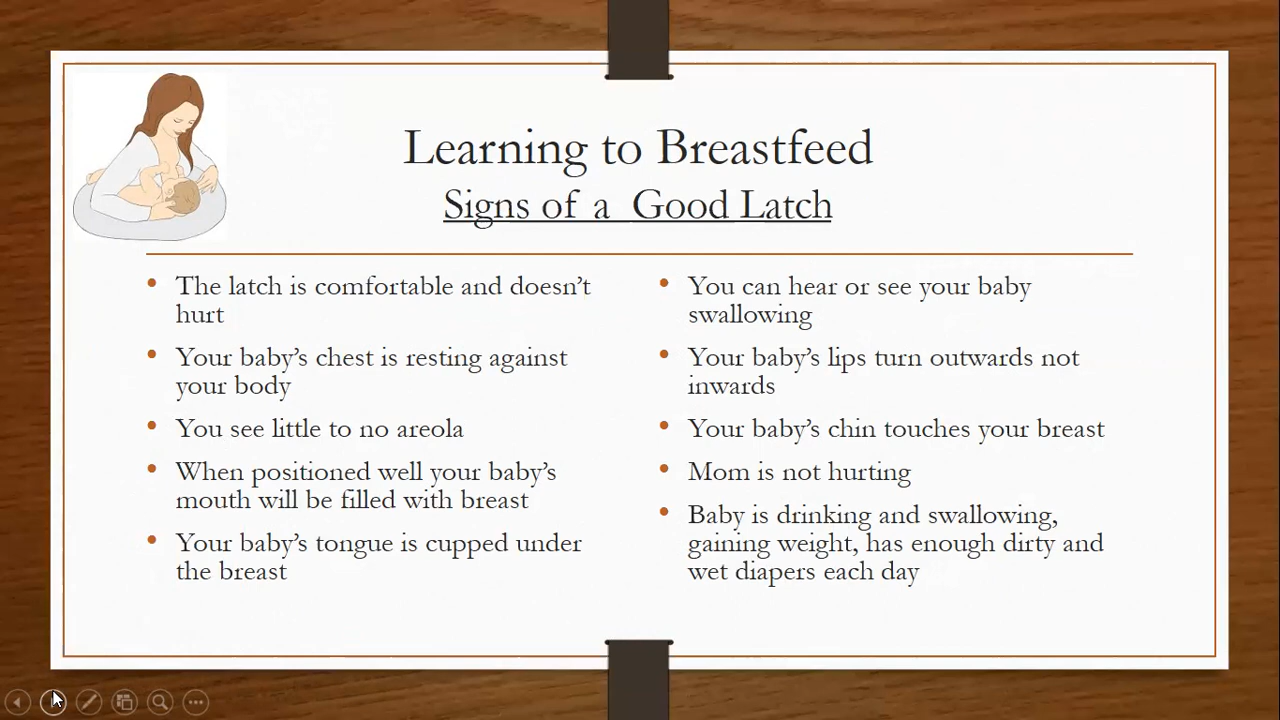 Learning to Breastfeed
Signs of a Good Latch
The latch is comfortable and doesn’t
hurt
Your baby’s chest is resting against
your body
You see little to no areola
When positioned well your baby’s
mouth will be filled with breast
Your baby’s tongue is cupped under
the breast
You can hear or see your baby
swallowing
Your baby’s lips turn outwards not
inwards
Your baby’s chin touches your breast
Mom is not hurting
Baby is drinking and swallowing,
gaining weight, has enough dirty and
wet diapers each day